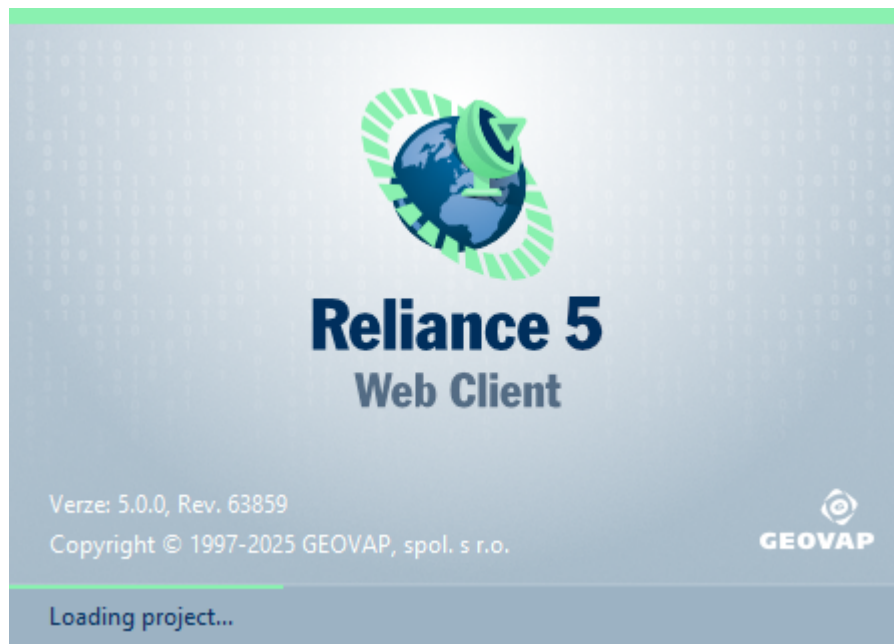 Reliance 5
Web Client
Verze: 5.0.0, Rev. 63859
Copyright © 1997-2025 GEOVAP, spol. s r.o.
GEOVAP
Loading project...